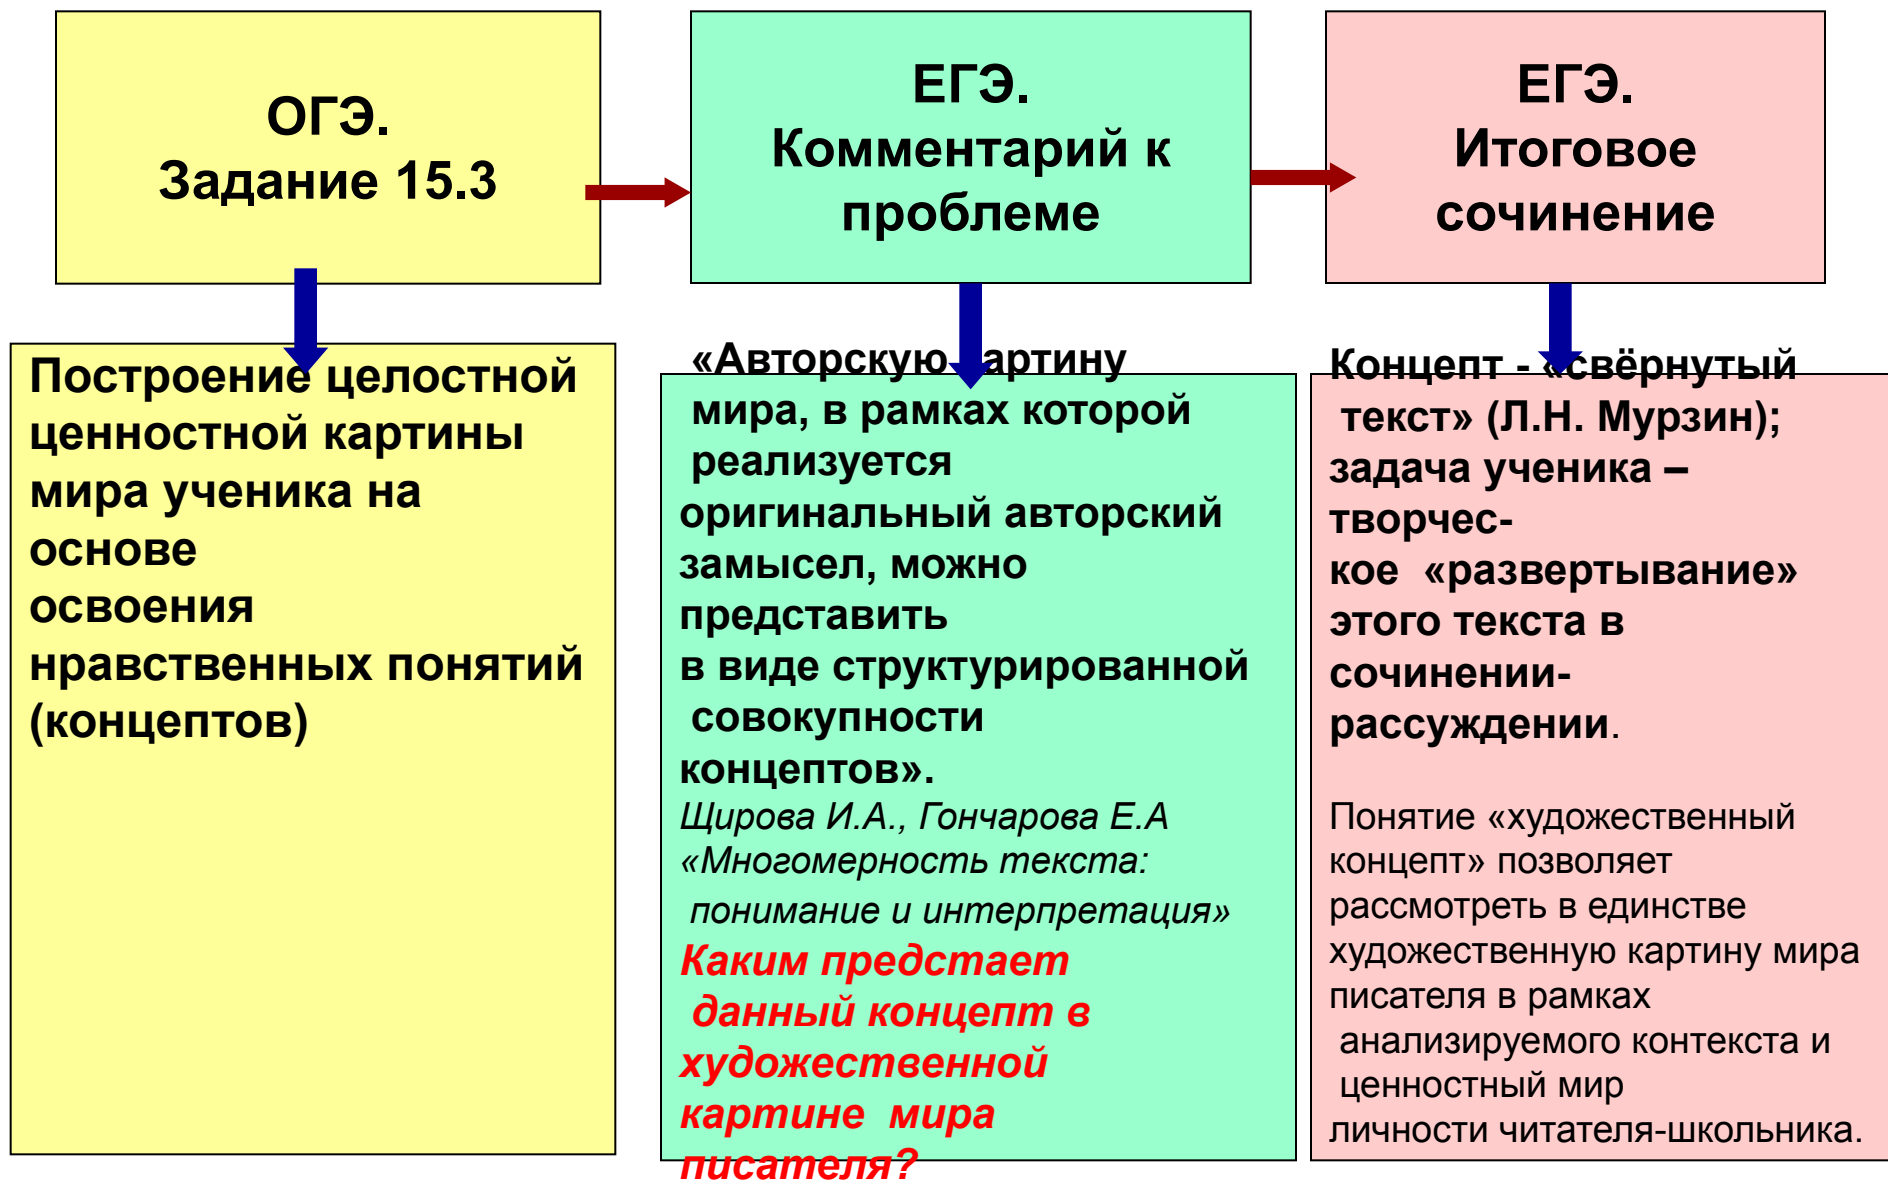 ОГЭ.
Задание 15.3
ЕГЭ.
Комментарий к
проблеме
ЕГЭ.
Итоговое
сочинение
Построение целостной
ценностной картины
мира ученика на
основе
освоения
нравственных понятий
(концептов)
«Авторскую картину
мира, в рамках которой
реализуется
оригинальный авторский
замысел, можно
представить
в виде структурированной
совокупности
концептов».
Щирова И.А., Гончарова Е.А
«Многомерность текста:
понимание и интерпретация»
Каким предстает
данный концепт в
художественной
картине мира
писателя?
Концепт - «свёрнутый
текст» (Л.Н. Мурзин);
задача ученика –
творчес-
кое «развертывание»
этого текста в
сочинении-
рассуждении.
Понятие «художественный
концепт» позволяет
рассмотреть в единстве
художественную картину мира
писателя в рамках
анализируемого контекста и
ценностный мир
личности читателя-школьника.